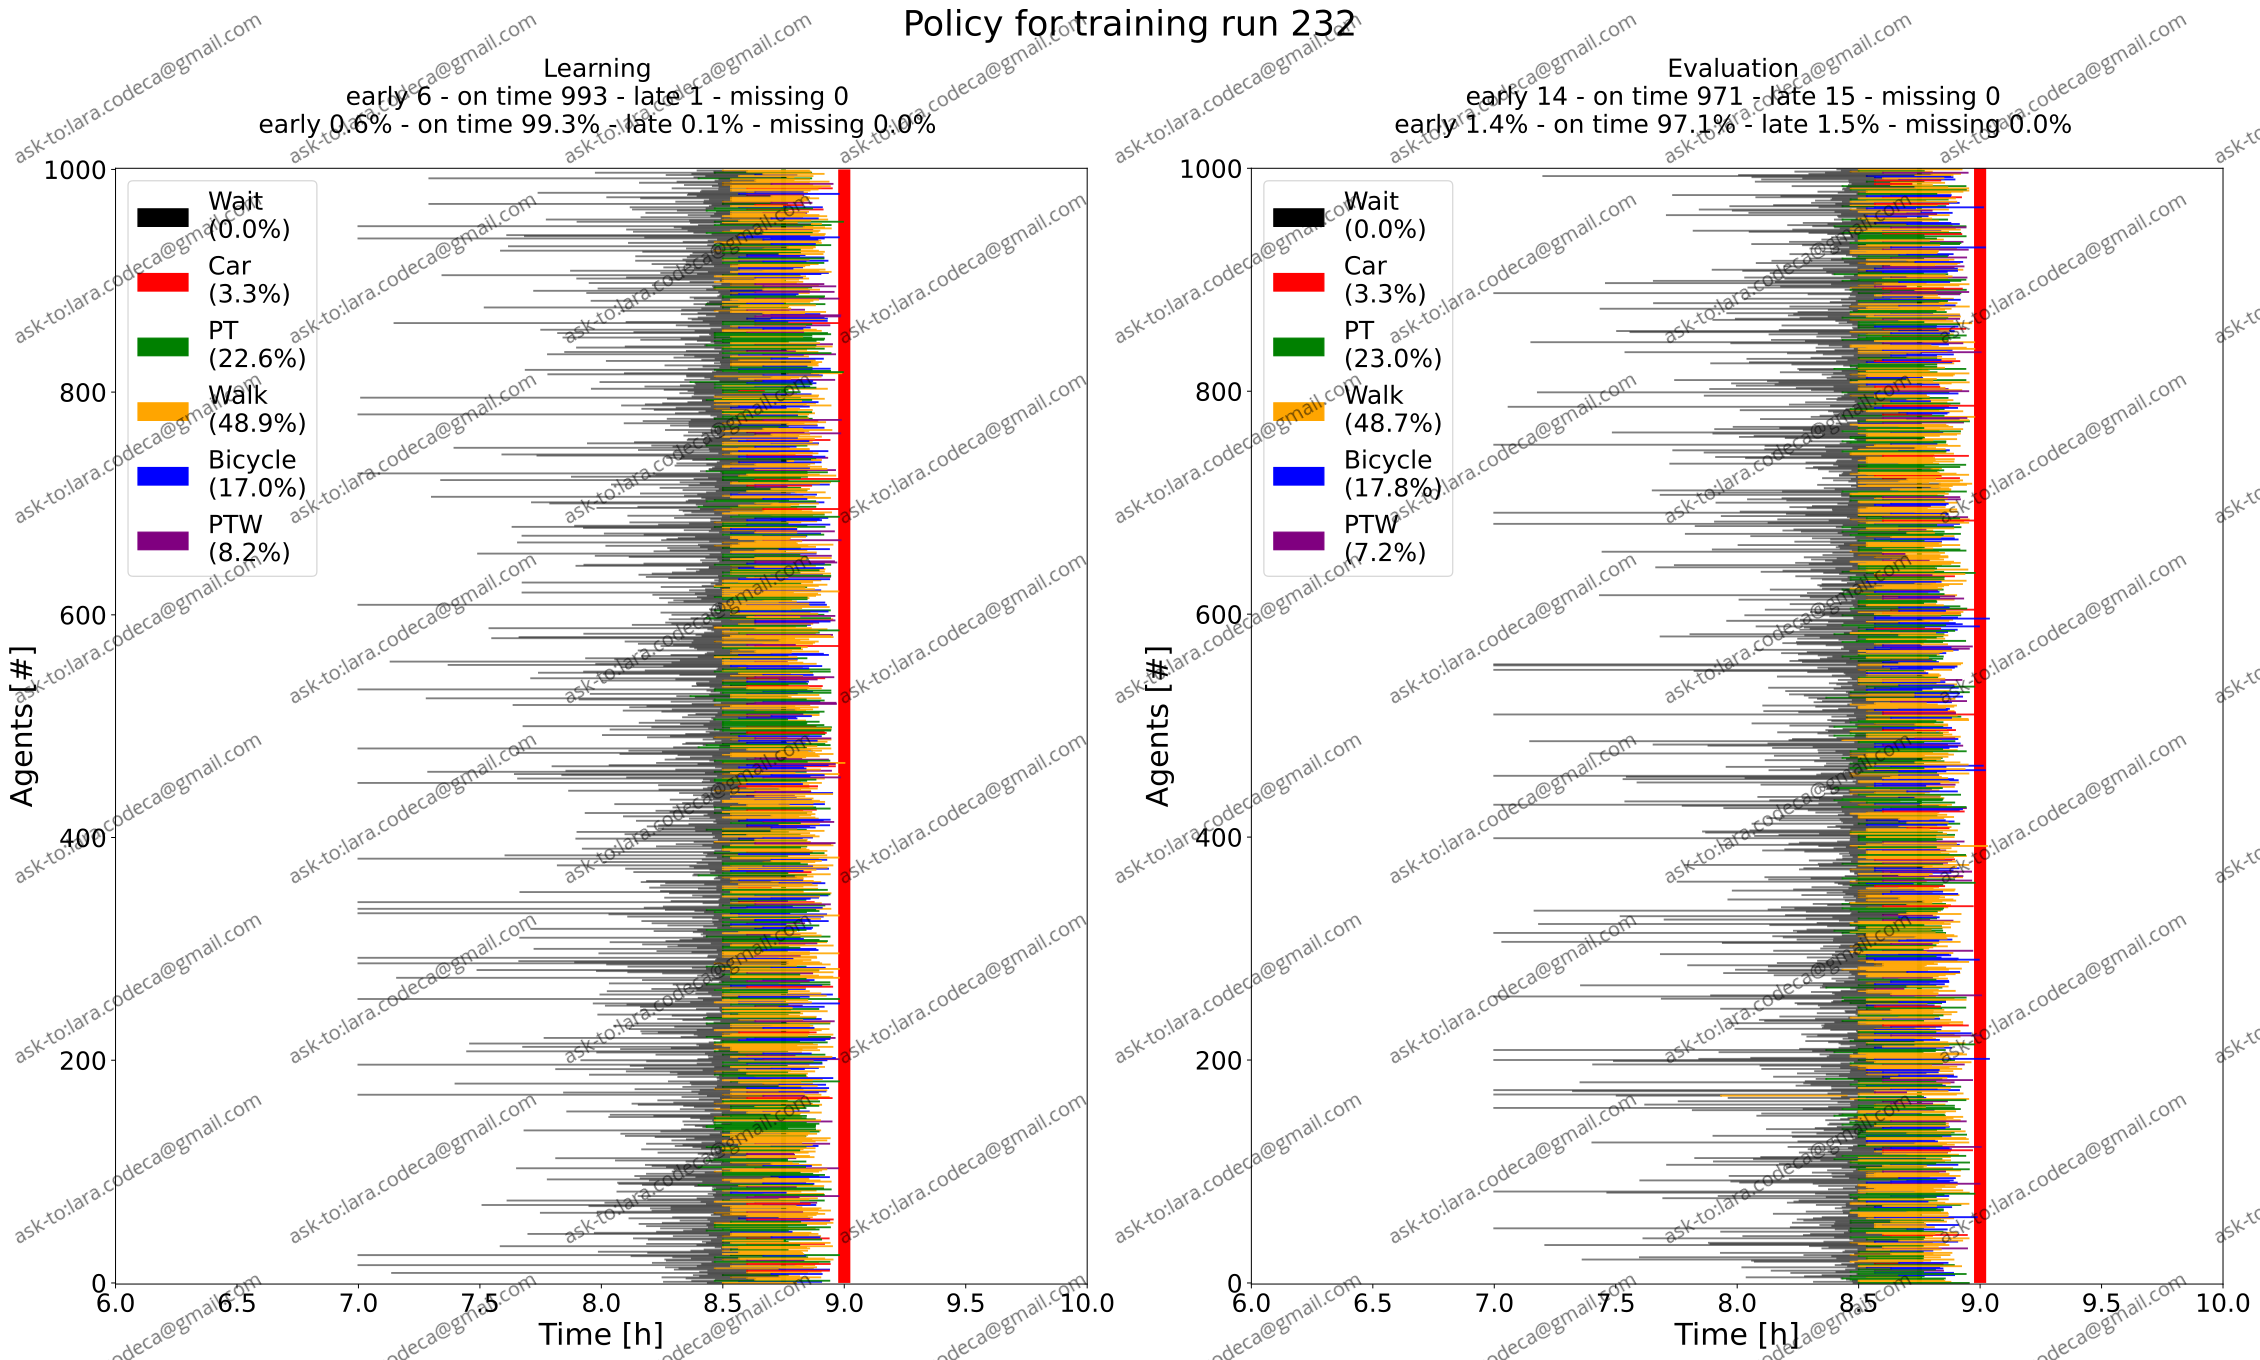 Policy for training run 232
Learning
early 6 - on time 993 - late 1 - missing 0
early 0.6% - on time 99.3% - late 0.1% - missing 0.0%
Wait
(0.0%)
Car
(3.3%)
PT
(22.6%)
Walk
(48.9%)
Bicycle
(17.0%)
PTW
(8.2%)
Agents [#]
1000
800
600
400
200
0
6.0 6.5 7.0 7.5 8.0 8.5 9.0 9.5 10.0
Time [h]
Evaluation
early 14 - on time 971 - late 15 - missing 0
early 1.4% - on time 97.1% - late 1.5% - missing 0.0%
Wait
(0.0%)
Car
(3.3%)
PT
(23.0%)
Walk
(48.7%)
Bicycle
(17.8%)
PTW
(7.2%)
Agents [#]
1000
800
600
400
200
0
6.0 6.5 7.0 7.5 8.0 8.5 9.0 9.5 10.0
Time [h]
ask-to:lara.codeca@gmail.com